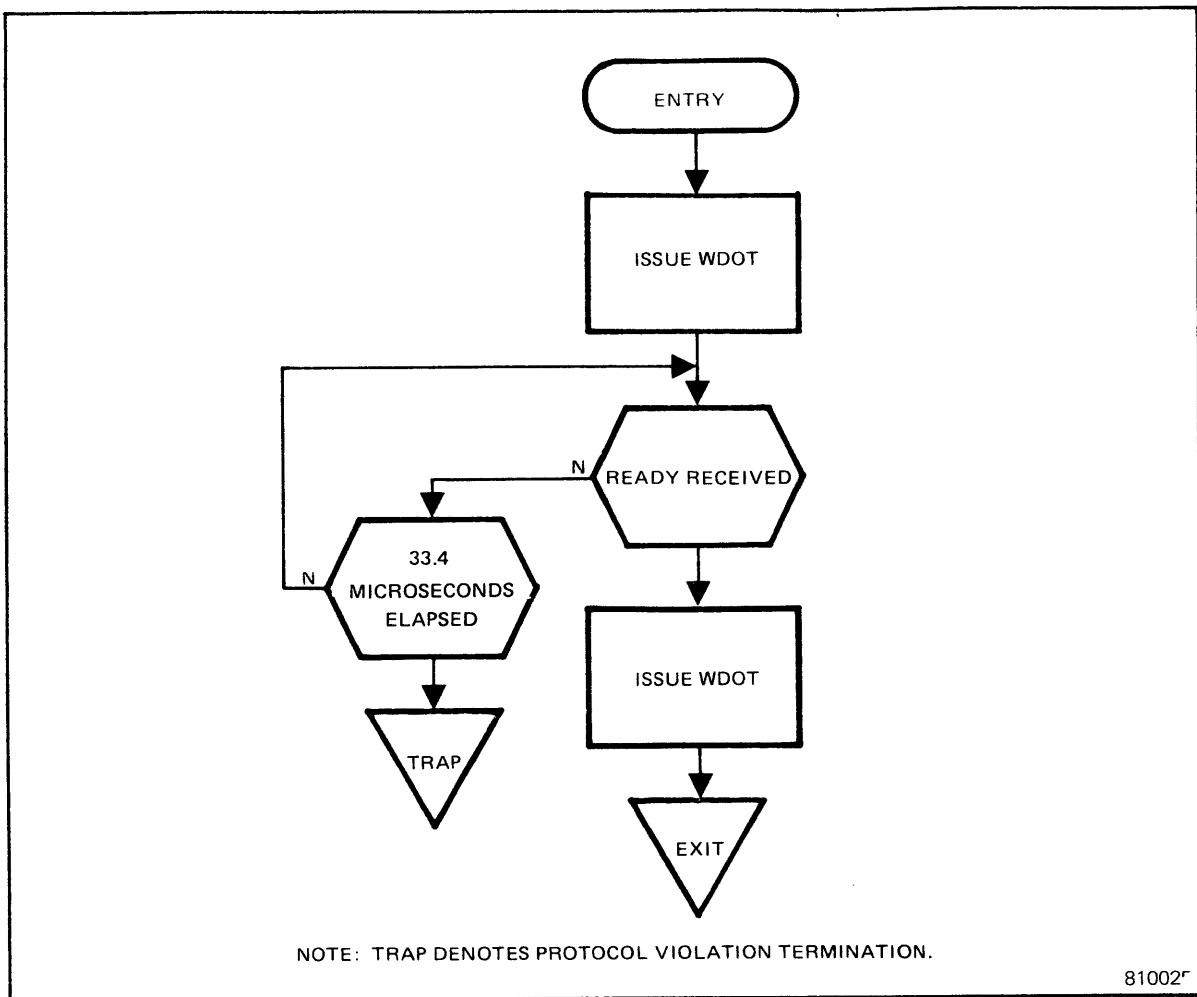 ENTRY
ISSUE WDOT
READY RECEIVED
N
33.4
MICROSECONDS
ELAPSED
N
TRAP
ISSUE WDOT
EXIT
NOTE: TRAP DENOTES PROTOCOL VIOLATION TERMINATION.
81002